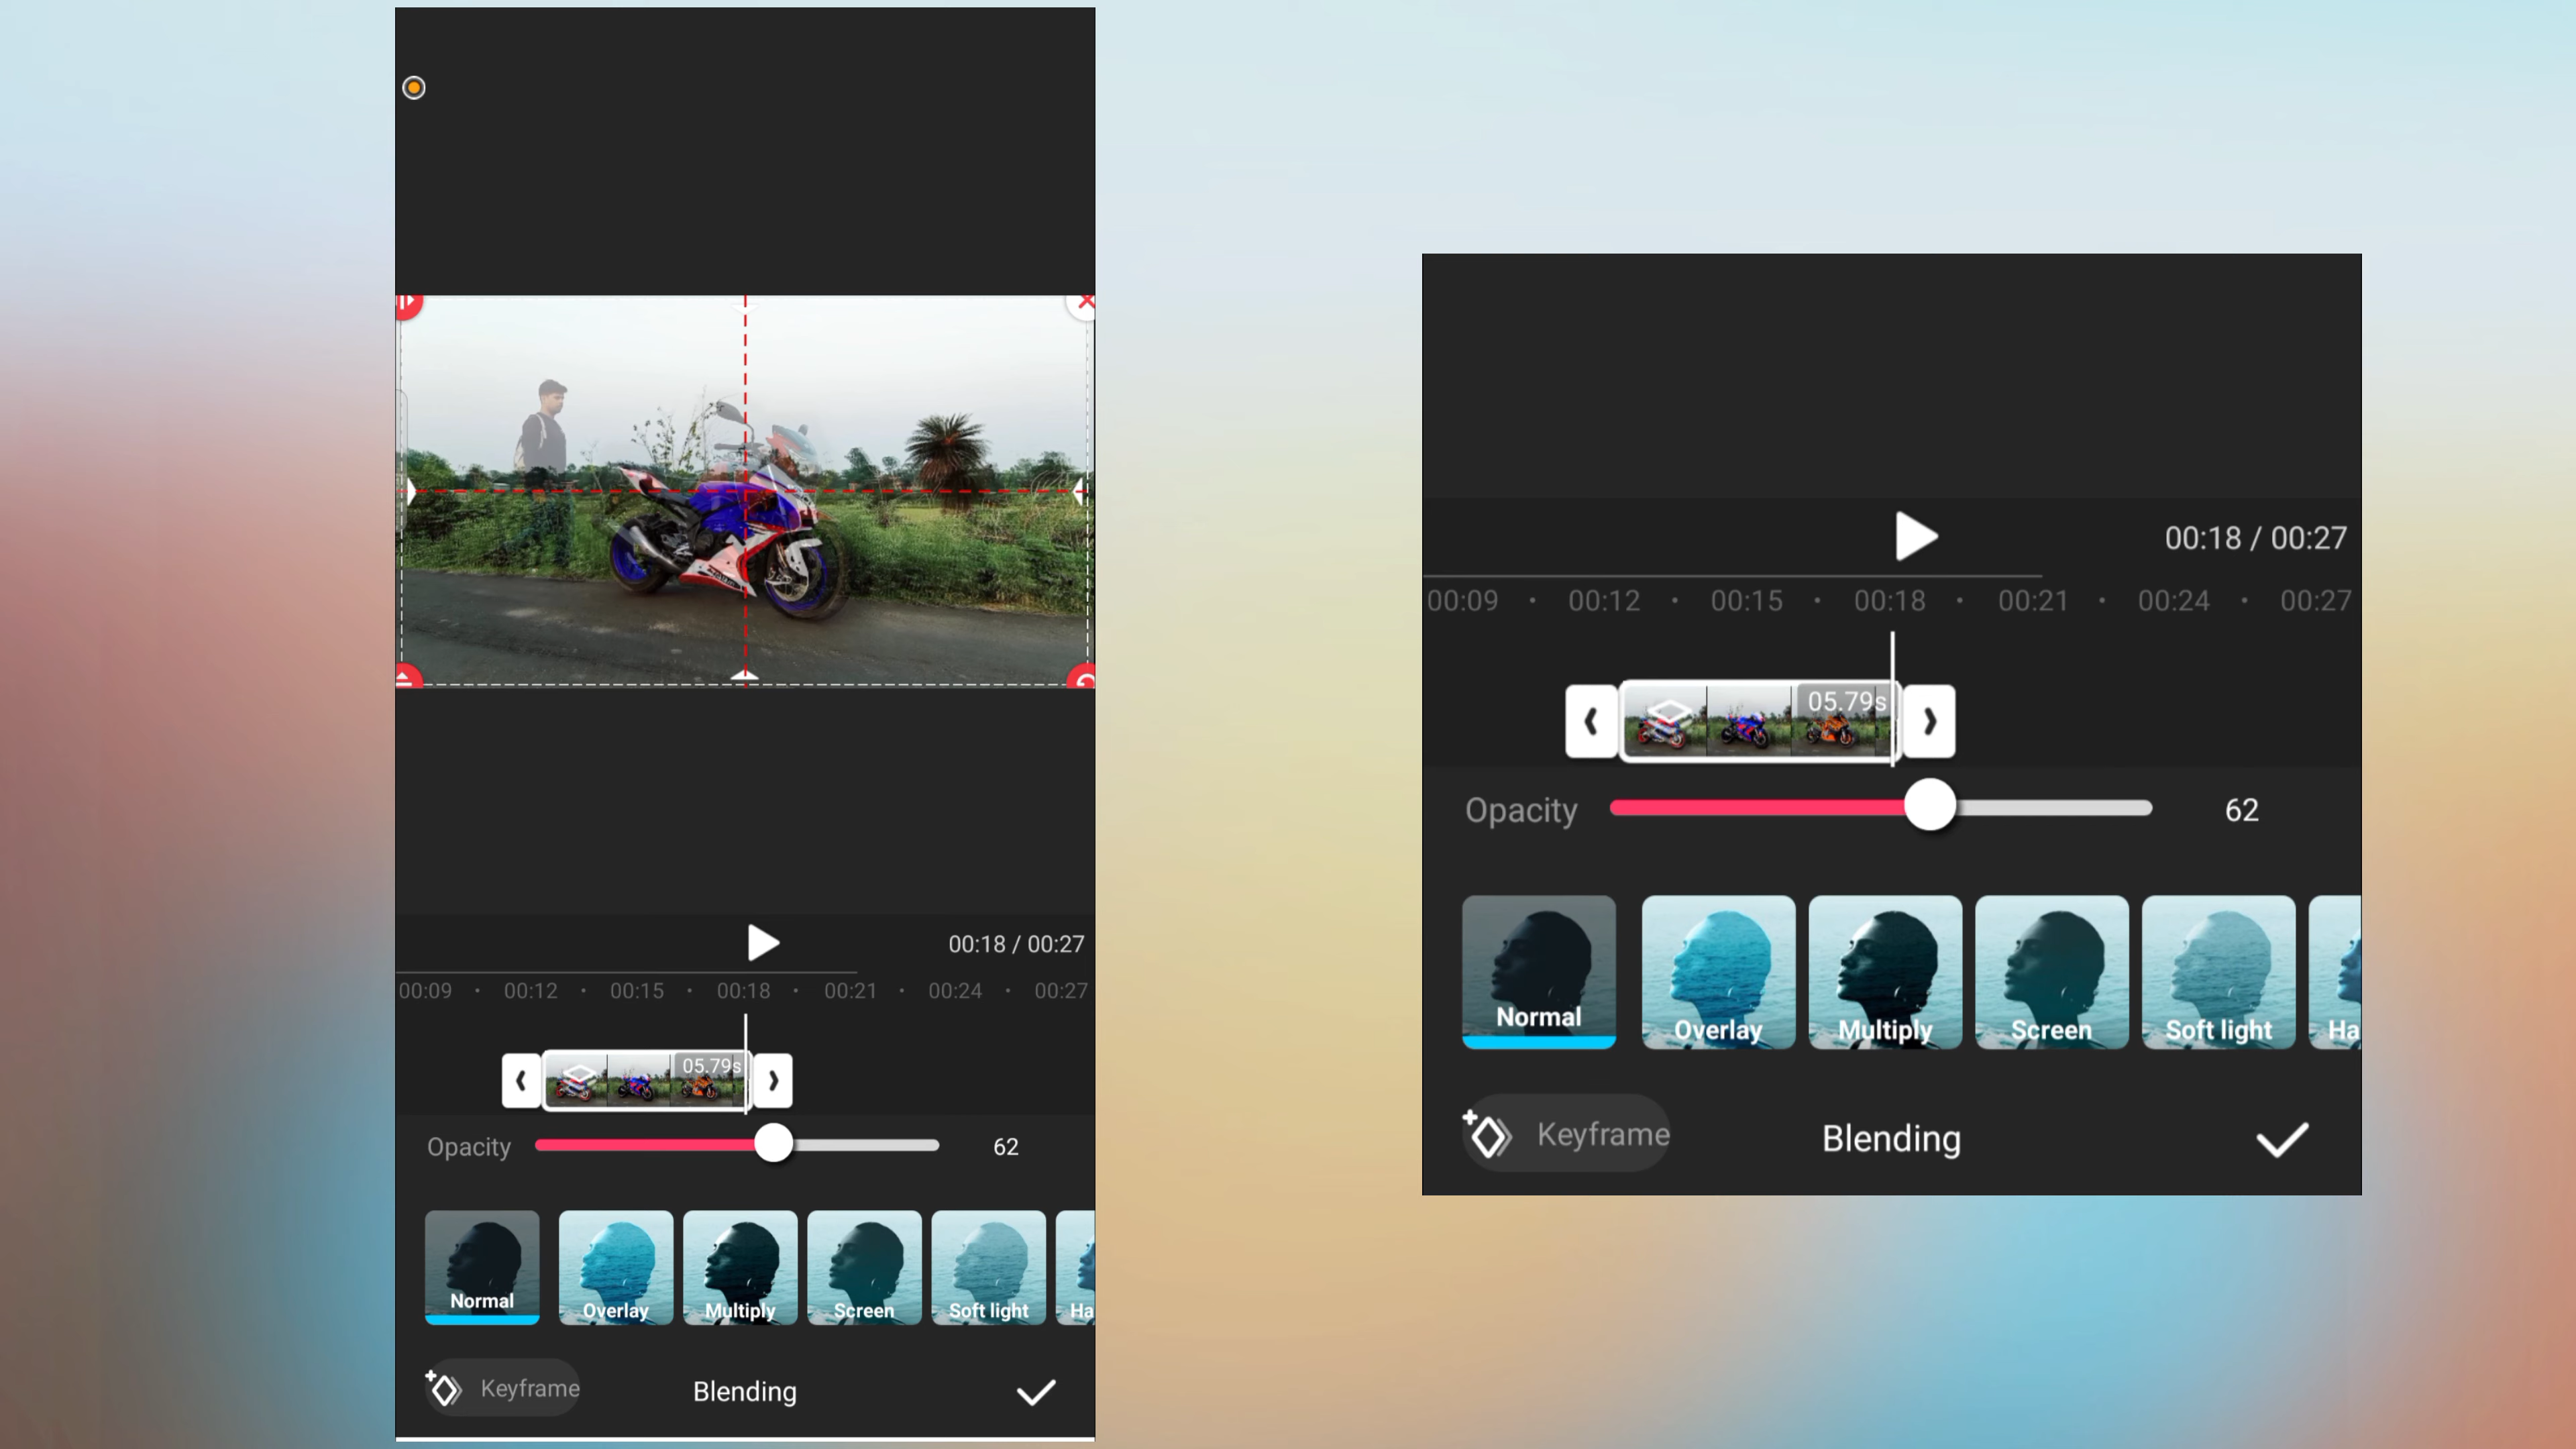 00:18 / 00:27
00:09 • 00:12 • 00:15 • 00:18 • 00:21 • 00:24 • 00:27
05.79s
Opacity 62
Normal Overlay Multiply Screen Soft light Ha
Keyframe Blending
00:18 / 00:27
00:09 • 00:12 • 00:15 • 00:18 • 00:21 • 00:24 • 00:27
05.79s
Opacity 62
Normal Overlay Multiply Screen Soft light Ha
Keyframe Blending